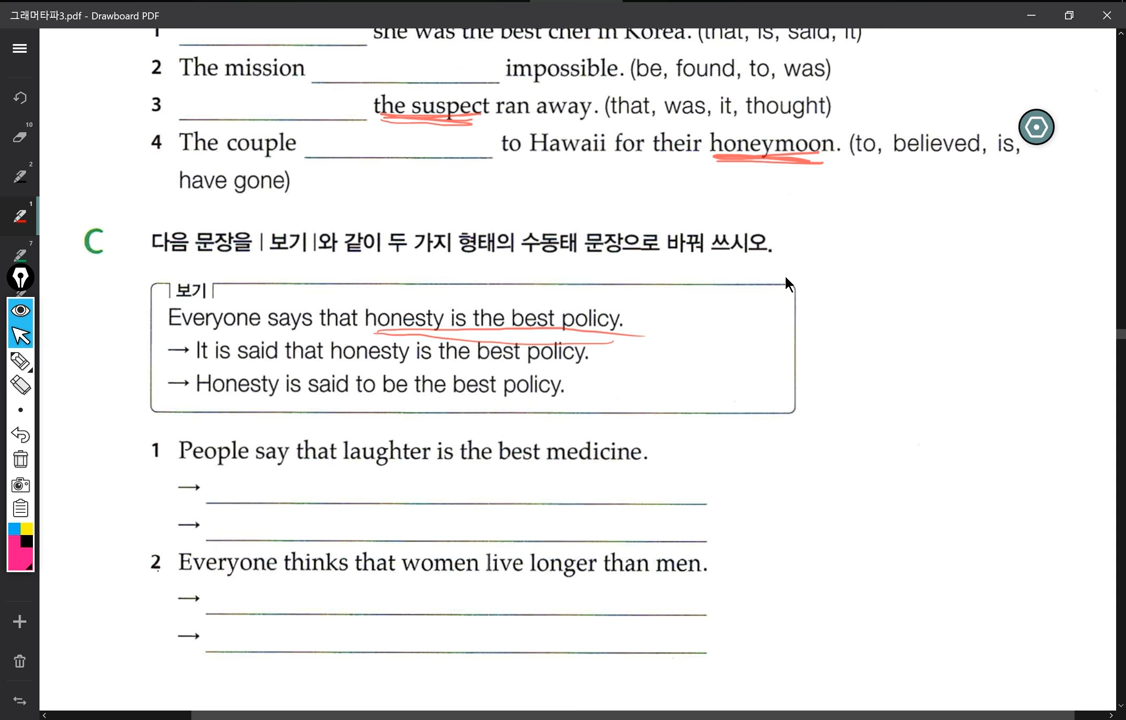 그래머타파3.pdf - Drawboard PDF
1 she was the best chef in Korea. (that, is, said, it)
2 The mission impossible. (be, found, to, was)
3 the suspect ran away. (that, was, it, thought)
4 The couple to Hawaii for their honeymoon. (to, believed, is,
have gone)
C 다음 문장을 | 보기 |와 같이 두 가지 형태의 수동태 문장으로 바꿔 쓰시오.
| 보기 |
Everyone says that honesty is the best policy.
→ It is said that honesty is the best policy.
→ Honesty is said to be the best policy.
1 People say that laughter is the best medicine.
→
→
2 Everyone thinks that women live longer than men.
→
→
10
2
1
7